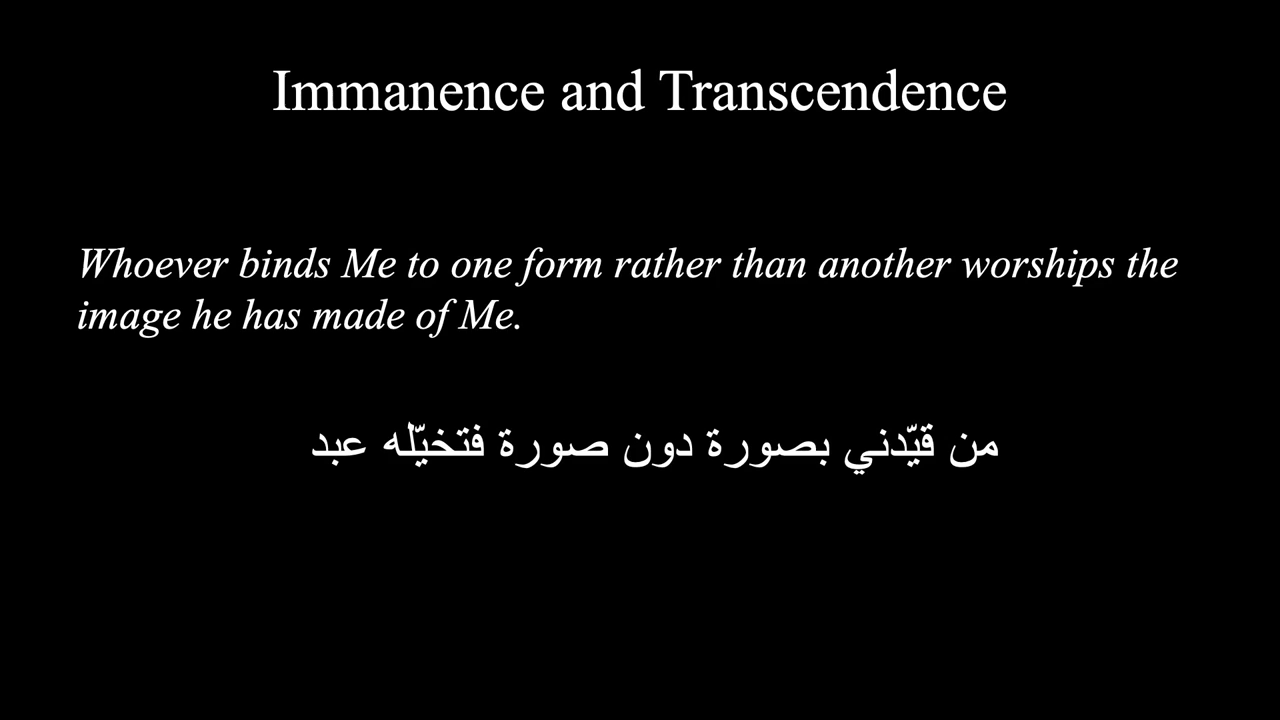 Immanence and Transcendence
Whoever binds Me to one form rather than another worships the
image he has made of Me.
من قيّدني بصورة دون صورة فتخيّله عبد